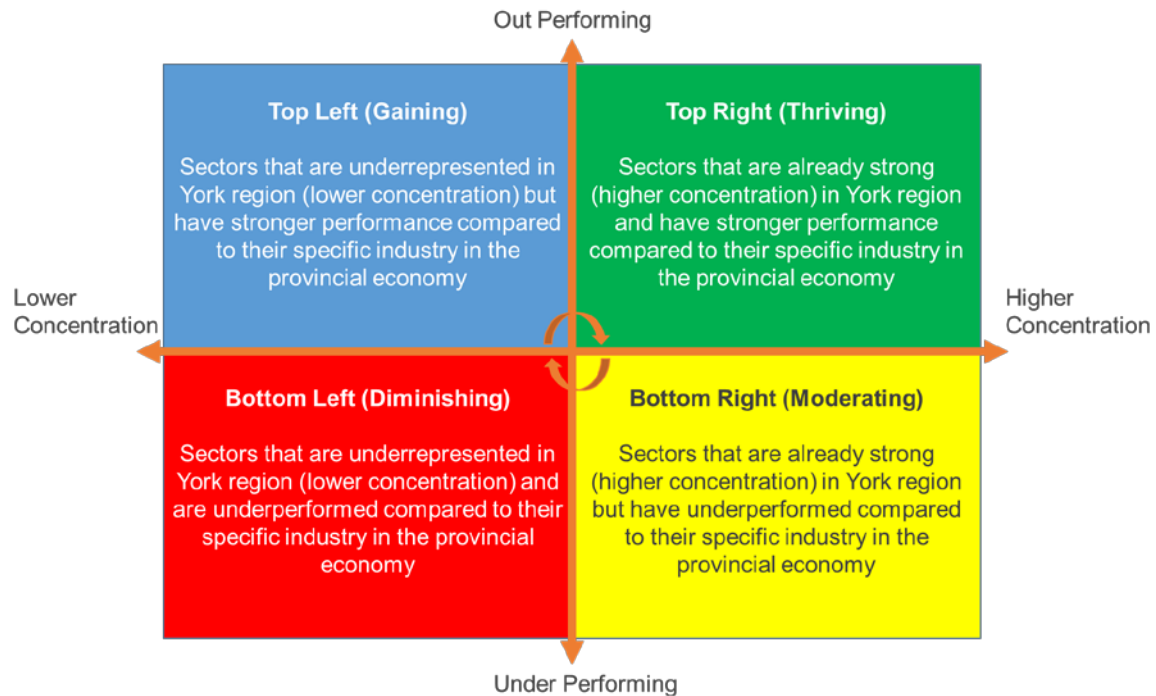 Out Performing
Top Left (Gaining)
Sectors that are underrepresented in
York region (lower concentration) but
have stronger performance compared
to their specific industry in the
provincial economy
Top Right (Thriving)
Sectors that are already strong
(higher concentration) in York region
and have stronger performance
compared to their specific industry in
the provincial economy
Lower
Concentration
Higher
Concentration
Bottom Left (Diminishing)
Sectors that are underrepresented in
York region (lower concentration) and
are underperformed compared to their
specific industry in the provincial
economy
Bottom Right (Moderating)
Sectors that are already strong
(higher concentration) in York region
but have underperformed compared
to their specific industry in the
provincial economy
Under Performing